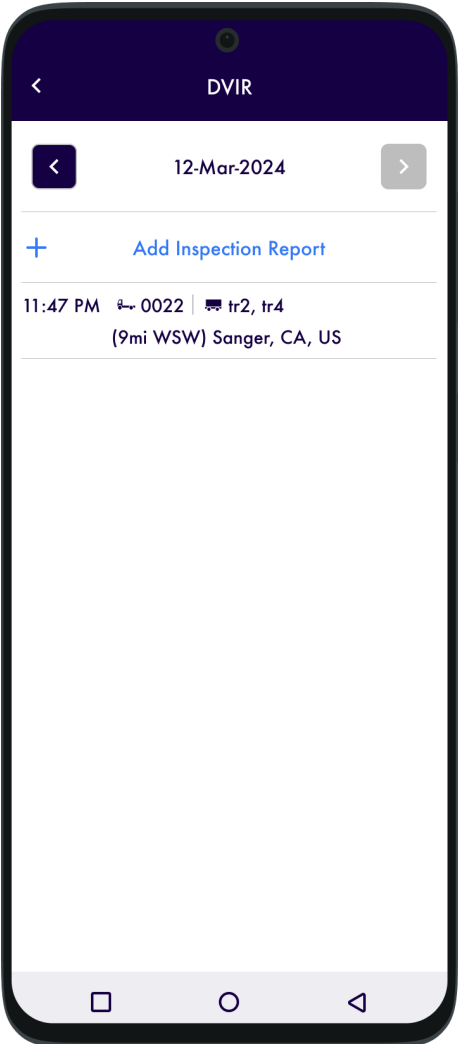 DVIR
12-Mar-2024
Add Inspection Report
11:47 PM 0022 tr2, tr4
(9mi WSW) Sanger, CA, US